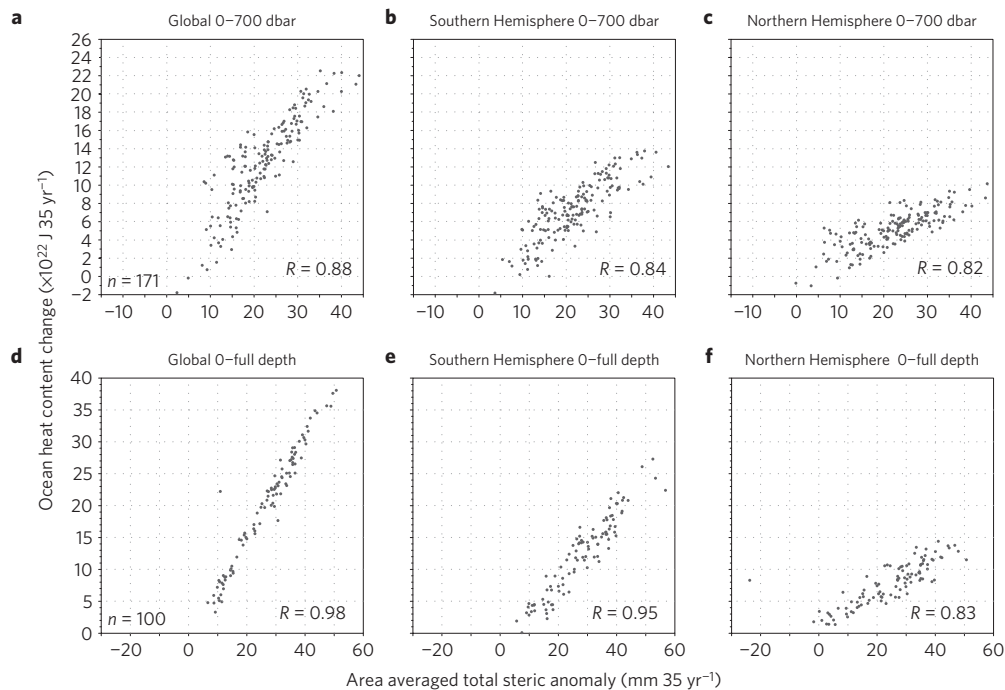 a Global 0–700 dbar
b Southern Hemisphere 0–700 dbar
c Northern Hemisphere 0–700 dbar
26
24
22
20
18
16
14
12
10
8
6
4
2
0
−2
n = 171
R = 0.88
R = 0.84
R = 0.82
−10 0 10 20 30 40
−10 0 10 20 30 40
−10 0 10 20 30 40
Ocean heat content change (×10²² J 35 yr⁻¹)
d Global 0–full depth
e Southern Hemisphere 0–full depth
f Northern Hemisphere 0–full depth
40
35
30
25
20
15
10
5
0
n = 100
R = 0.98
R = 0.95
R = 0.83
−20 0 20 40 60
−20 0 20 40 60
−20 0 20 40 60
Area averaged total steric anomaly (mm 35 yr⁻¹)